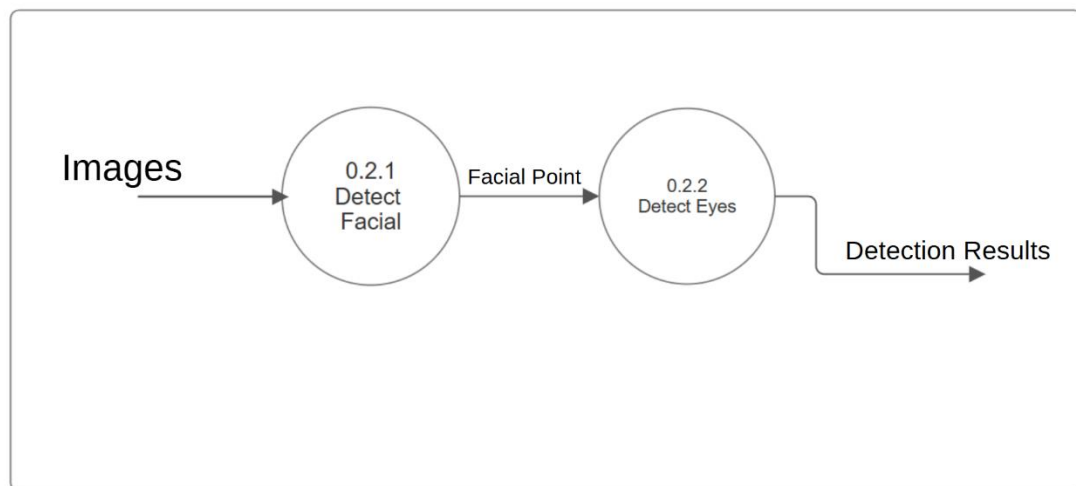 Images
0.2.1
Detect
Facial
Facial Point
0.2.2
Detect Eyes
Detection Results